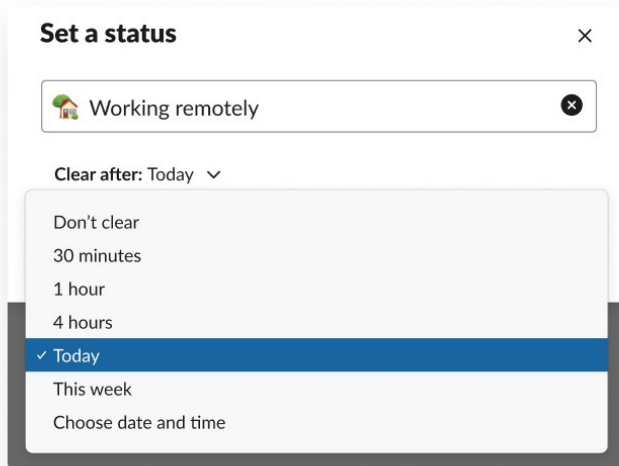 Set a status
Working remotely
Clear after: Today
Don’t clear
30 minutes
1 hour
4 hours
Today
This week
Choose date and time